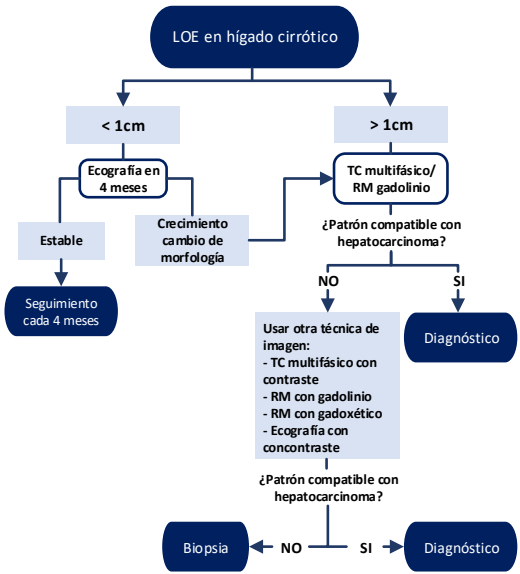 LOE en hígado cirrótico
< 1cm
> 1cm
Ecografía en
4 meses
TC multifásico/
RM gadolinio
Estable
Crecimiento
cambio de
morfología
¿Patrón compatible con
hepatocarcinoma?
Seguimiento
cada 4 meses
NO
SI
Usar otra técnica de
imagen:
- TC multifásico con
contraste
- RM con gadolinio
- RM con gadoxético
- Ecografía con
concontraste
Diagnóstico
¿Patrón compatible con
hepatocarcinoma?
Biopsia
NO
SI
Diagnóstico